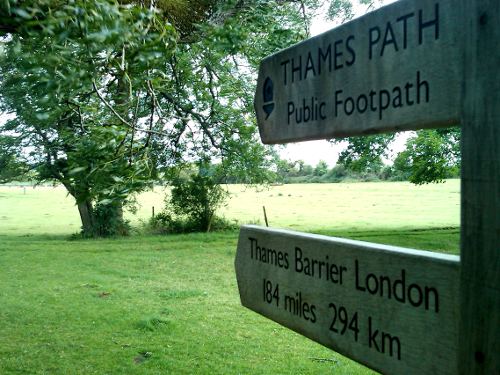 THAMES PATH
Public Footpath
Thames Barrier London
184 miles 294 km